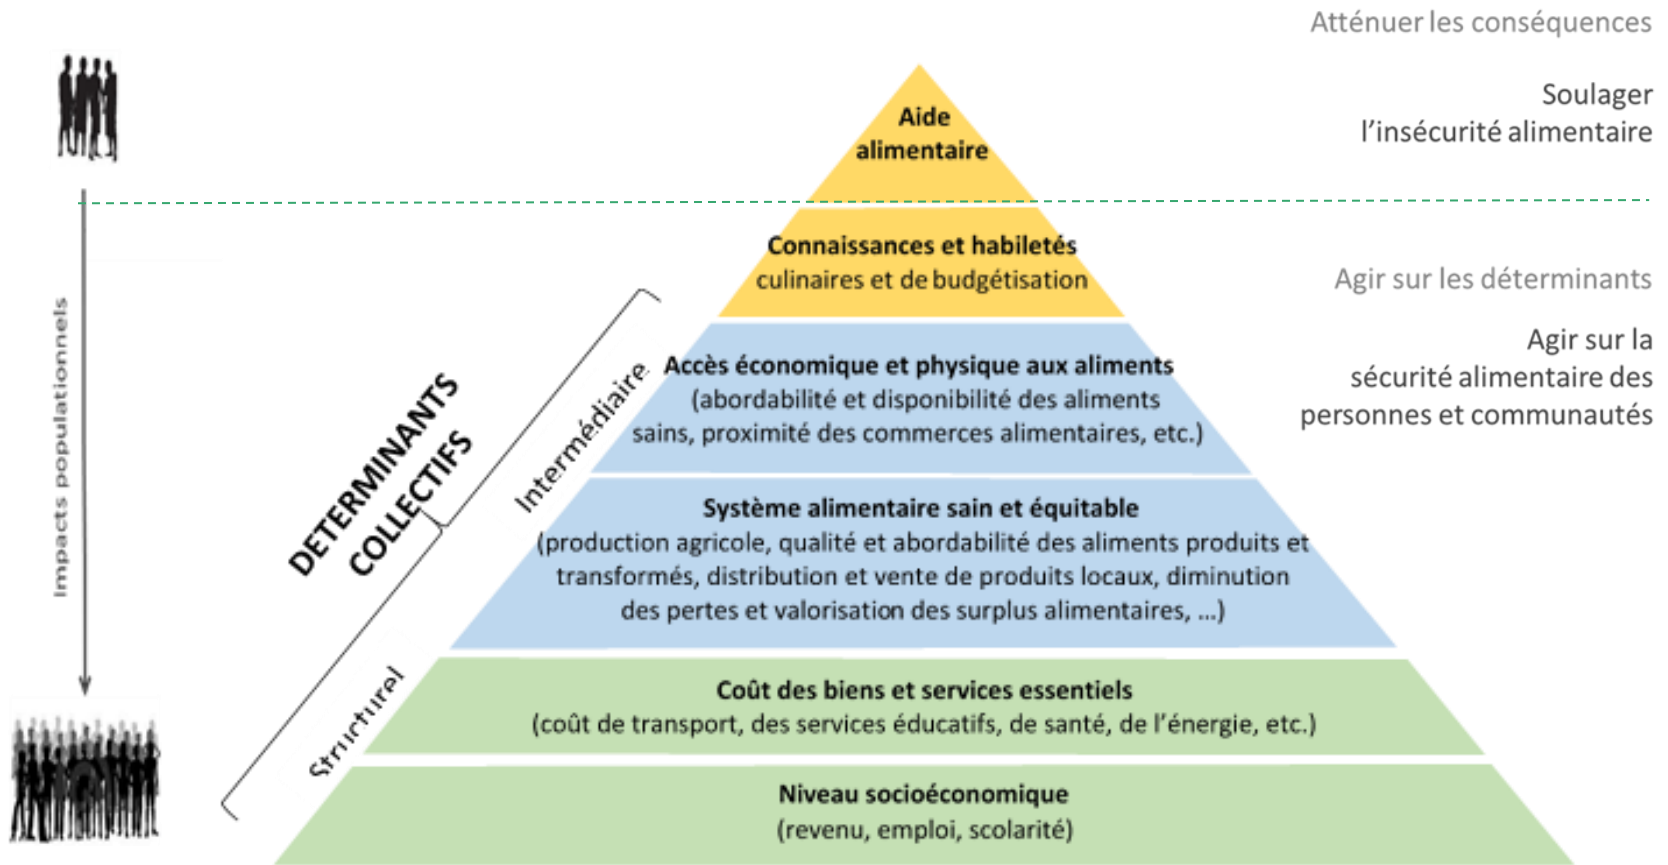 Atténuer les conséquences
Soulager
l'insécurité alimentaire
Aide
alimentaire
Connaissances et habiletés
culinaires et de budgétisation
Agir sur les déterminants
Agir sur la
sécurité alimentaire des
personnes et communautés
Impacts populationnels
DETERMINANTS
COLLECTIFS
Intermédiaire
Structurel
Accès économique et physique aux aliments
(abordabilité et disponibilité des aliments
sains, proximité des commerces alimentaires, etc.)
Système alimentaire sain et équitable
(production agricole, qualité et abordabilité des aliments produits et
transformés, distribution et vente de produits locaux, diminution
des pertes et valorisation des surplus alimentaires, ...)
Coût des biens et services essentiels
(coût de transport, des services éducatifs, de santé, de l'énergie, etc.)
Niveau socioéconomique
(revenu, emploi, scolarité)